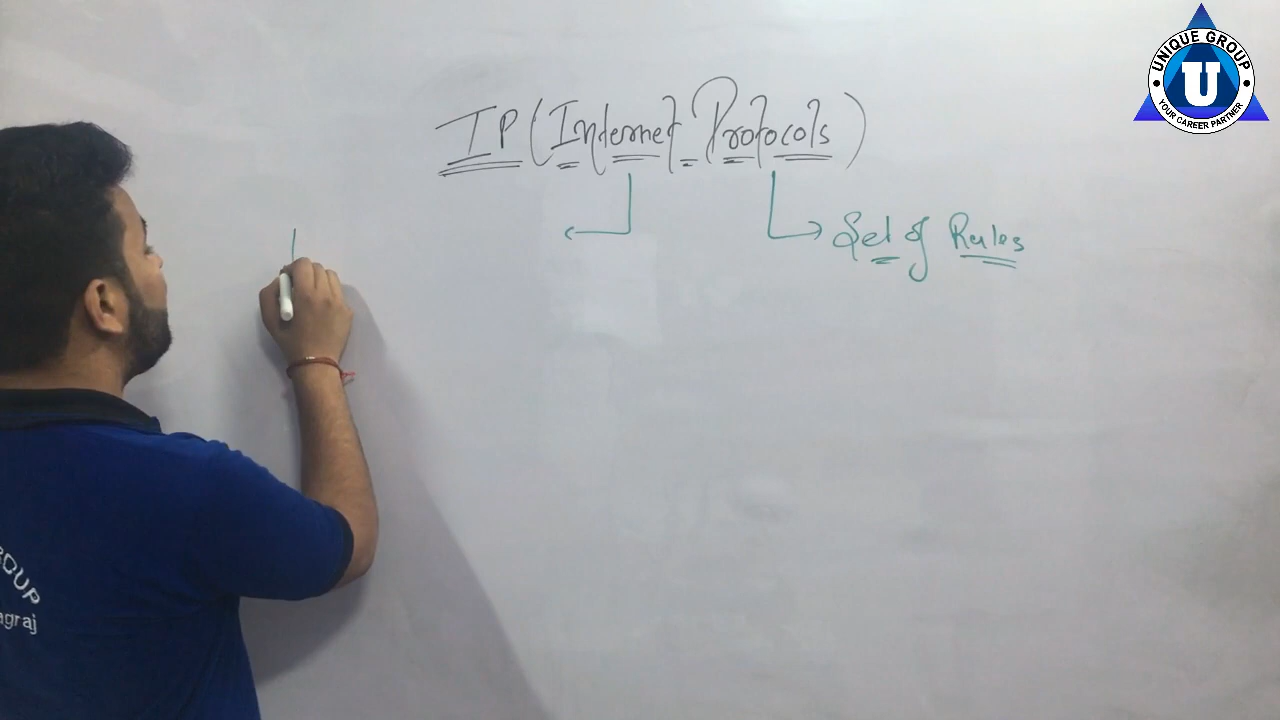 IP (Internet Protocols)
Set of Rules
UNIQUE GROUP
U
YOUR CAREER PARTNER
ROUP
agraj